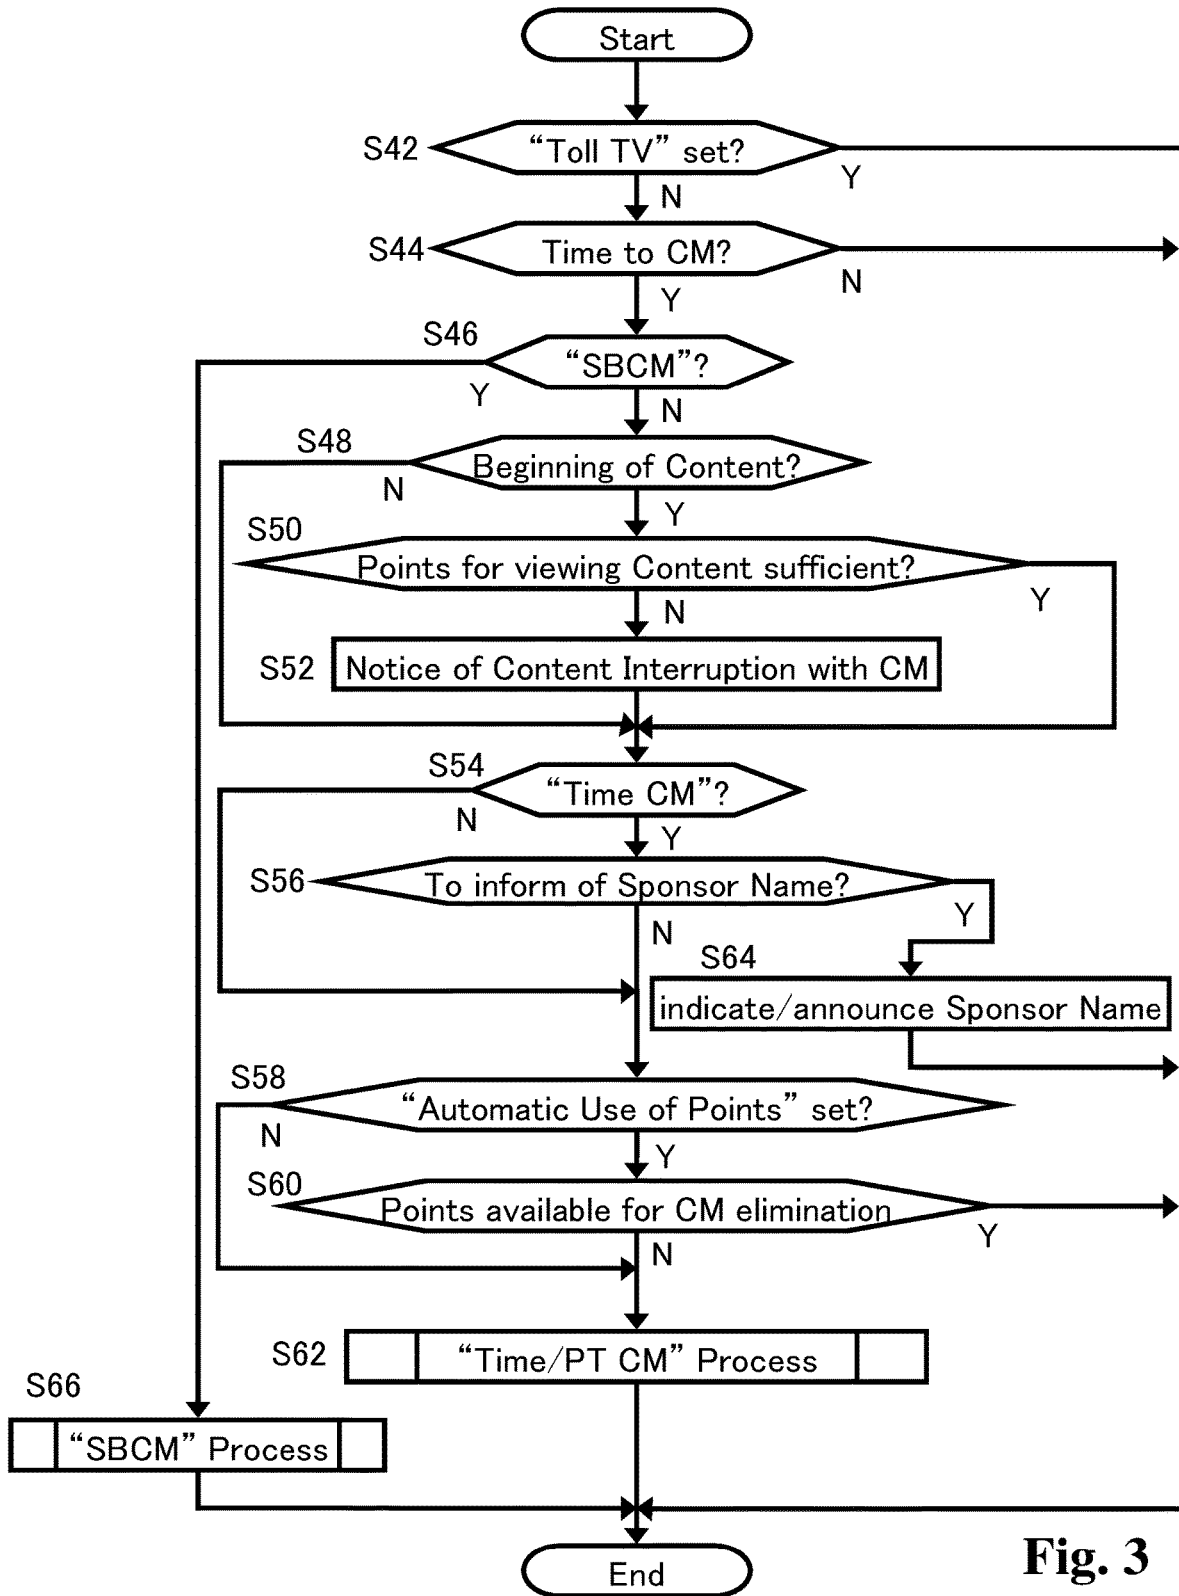 Start
S42
“Toll TV” set?
Y
N
S44
Time to CM?
N
Y
S46
“SBCM”?
Y
N
S48
Beginning of Content?
N
Y
S50
Points for viewing Content sufficient?
Y
N
S52
Notice of Content Interruption with CM
S54
“Time CM”?
N
Y
S56
To inform of Sponsor Name?
Y
N
S64
indicate/announce Sponsor Name
S58
“Automatic Use of Points” set?
N
Y
S60
Points available for CM elimination
Y
N
S62
“Time/PT CM” Process
S66
“SBCM” Process
End
Fig. 3